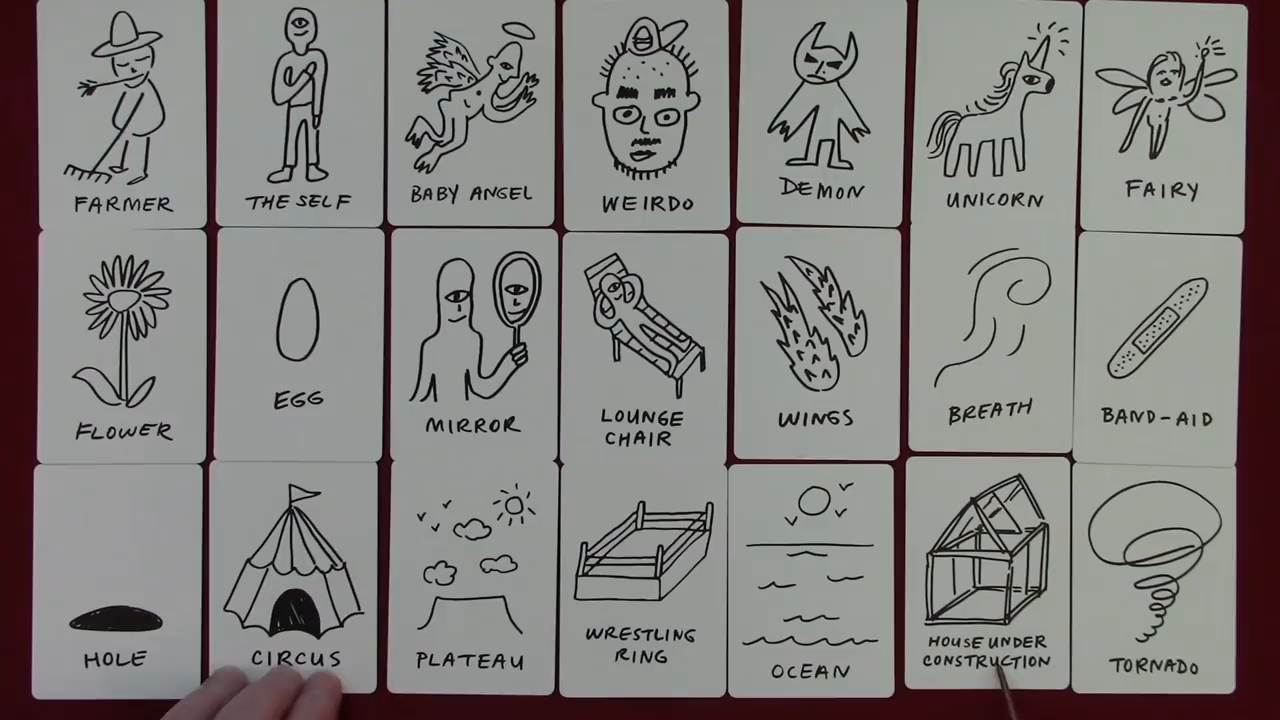 FARMER
THE SELF
BABY ANGEL
WEIRDO
DEMON
UNICORN
FAIRY
FLOWER
EGG
MIRROR
LOUNGE
CHAIR
WINGS
BREATH
BAND-AID
HOLE
CIRCUS
PLATEAU
WRESTLING
RING
OCEAN
HOUSE UNDER
CONSTRUCTION
TORNADO